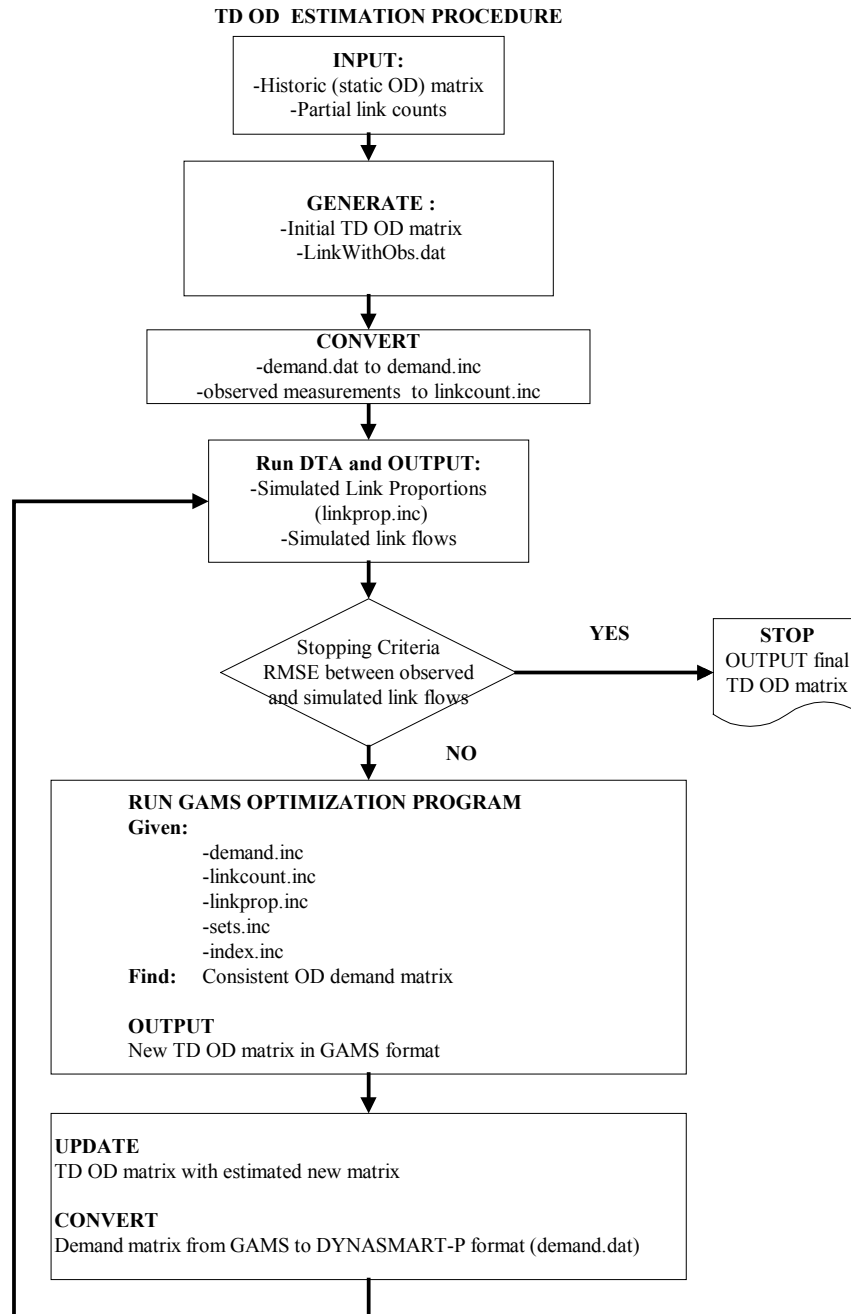 TD OD ESTIMATION PROCEDURE
INPUT:
-Historic (static OD) matrix
-Partial link counts
GENERATE :
-Initial TD OD matrix
-LinkWithObs.dat
CONVERT
-demand.dat to demand.inc
-observed measurements to linkcount.inc
Run DTA and OUTPUT:
-Simulated Link Proportions
(linkprop.inc)
-Simulated link flows
Stopping Criteria
RMSE between observed
and simulated link flows
YES
STOP
OUTPUT final
TD OD matrix
NO
RUN GAMS OPTIMIZATION PROGRAM
Given:
-demand.inc
-linkcount.inc
-linkprop.inc
-sets.inc
-index.inc
Find: Consistent OD demand matrix
OUTPUT
New TD OD matrix in GAMS format
UPDATE
TD OD matrix with estimated new matrix
CONVERT
Demand matrix from GAMS to DYNASMART-P format (demand.dat)